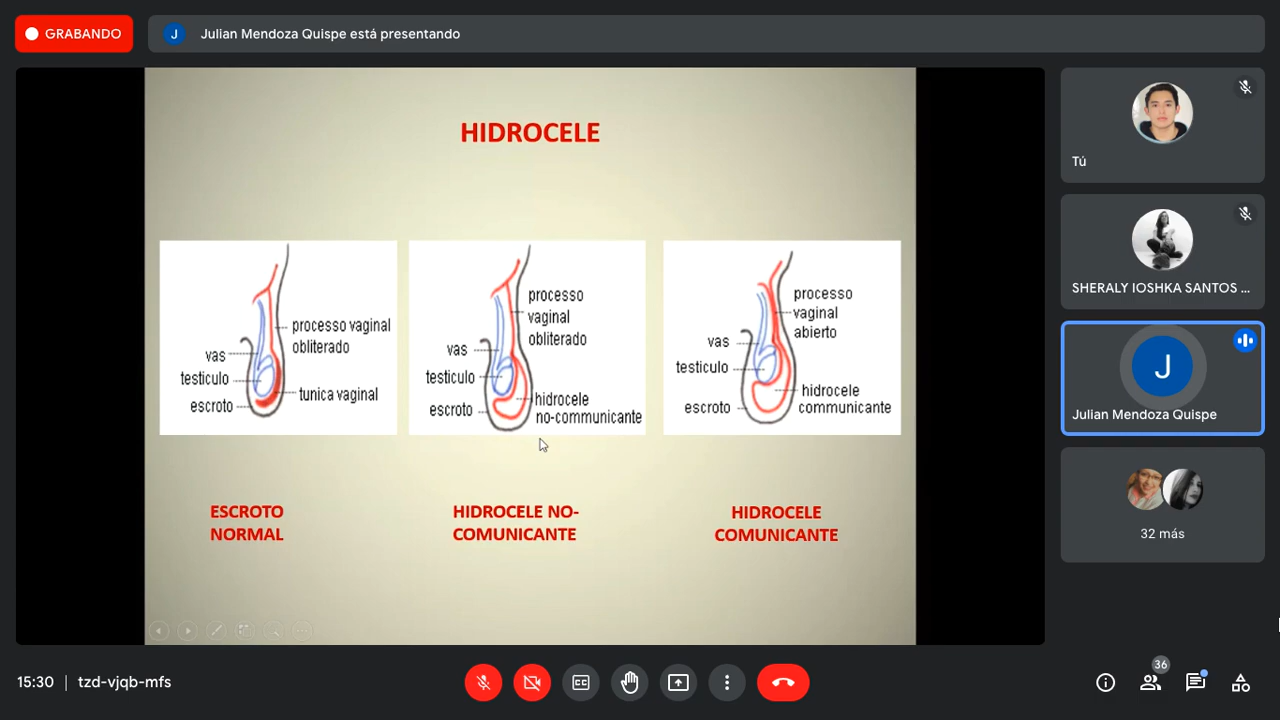 GRABANDO
J
Julian Mendoza Quispe está presentando
HIDROCELE
processo vaginal
obliterado
vas
testiculo
tunica vaginal
escroto
processo
vaginal
obliterado
vas
testiculo
hidrocele
escroto
no-communicante
processo
vaginal
abierto
vas
testiculo
hidrocele
escroto
communicante
ESCROTO
NORMAL
HIDROCELE NO-
COMUNICANTE
HIDROCELE
COMUNICANTE
Tú
SHERALY IOSHKA SANTOS ...
J
Julian Mendoza Quispe
32 más
15:30 | tzd-vjqb-mfs
CC
36